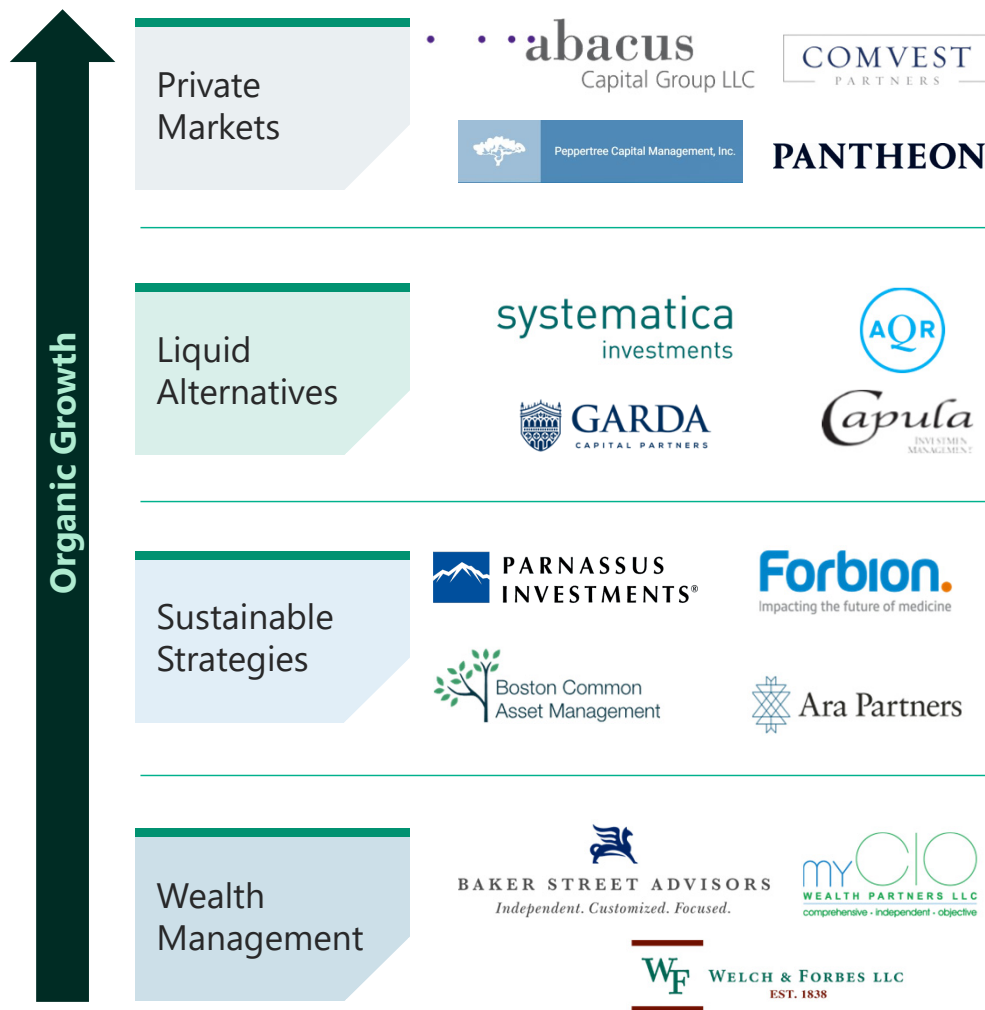 Organic Growth
Private
Markets
abacus
Capital Group LLC
COMVEST
PARTNERS
Peppertree Capital Management, Inc.
PANTHEON
Liquid
Alternatives
systematica
investments
AQR
GARDA
CAPITAL PARTNERS
Capula
INVESTMEN
MANAGEMENT
Sustainable
Strategies
PARNASSUS
INVESTMENTS®
Forbion.
Impacting the future of medicine
Boston Common
Asset Management
Ara Partners
Wealth
Management
BAKER STREET ADVISORS
Independent. Customized. Focused.
myCIO
WEALTH PARTNERS LLC
comprehensive - independent - objective
WF
WELCH & FORBES LLC
EST. 1838